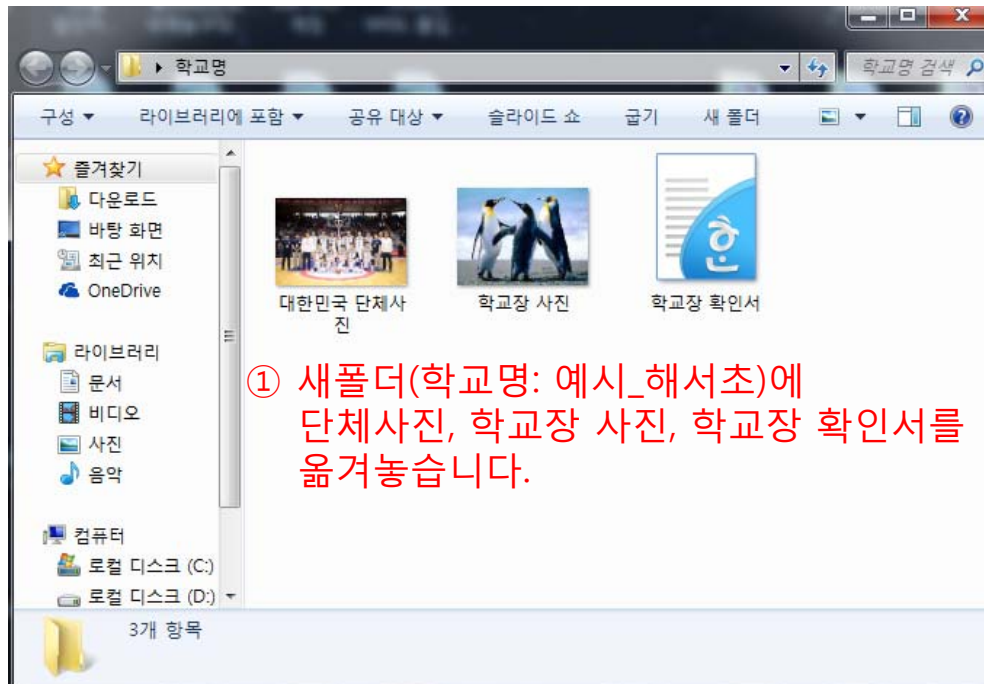 학교명
학교명 검색
구성
라이브러리에 포함
공유 대상
슬라이드 쇼
굽기
새 폴더
즐겨찾기
다운로드
바탕 화면
최근 위치
OneDrive
라이브러리
문서
비디오
사진
음악
컴퓨터
로컬 디스크 (C:)
로컬 디스크 (D:)
대한민국 단체사
진
학교장 사진
한
학교장 확인서
① 새폴더(학교명: 예시_해서초)에
단체사진, 학교장 사진, 학교장 확인서를
옮겨놓습니다.
3개 항목